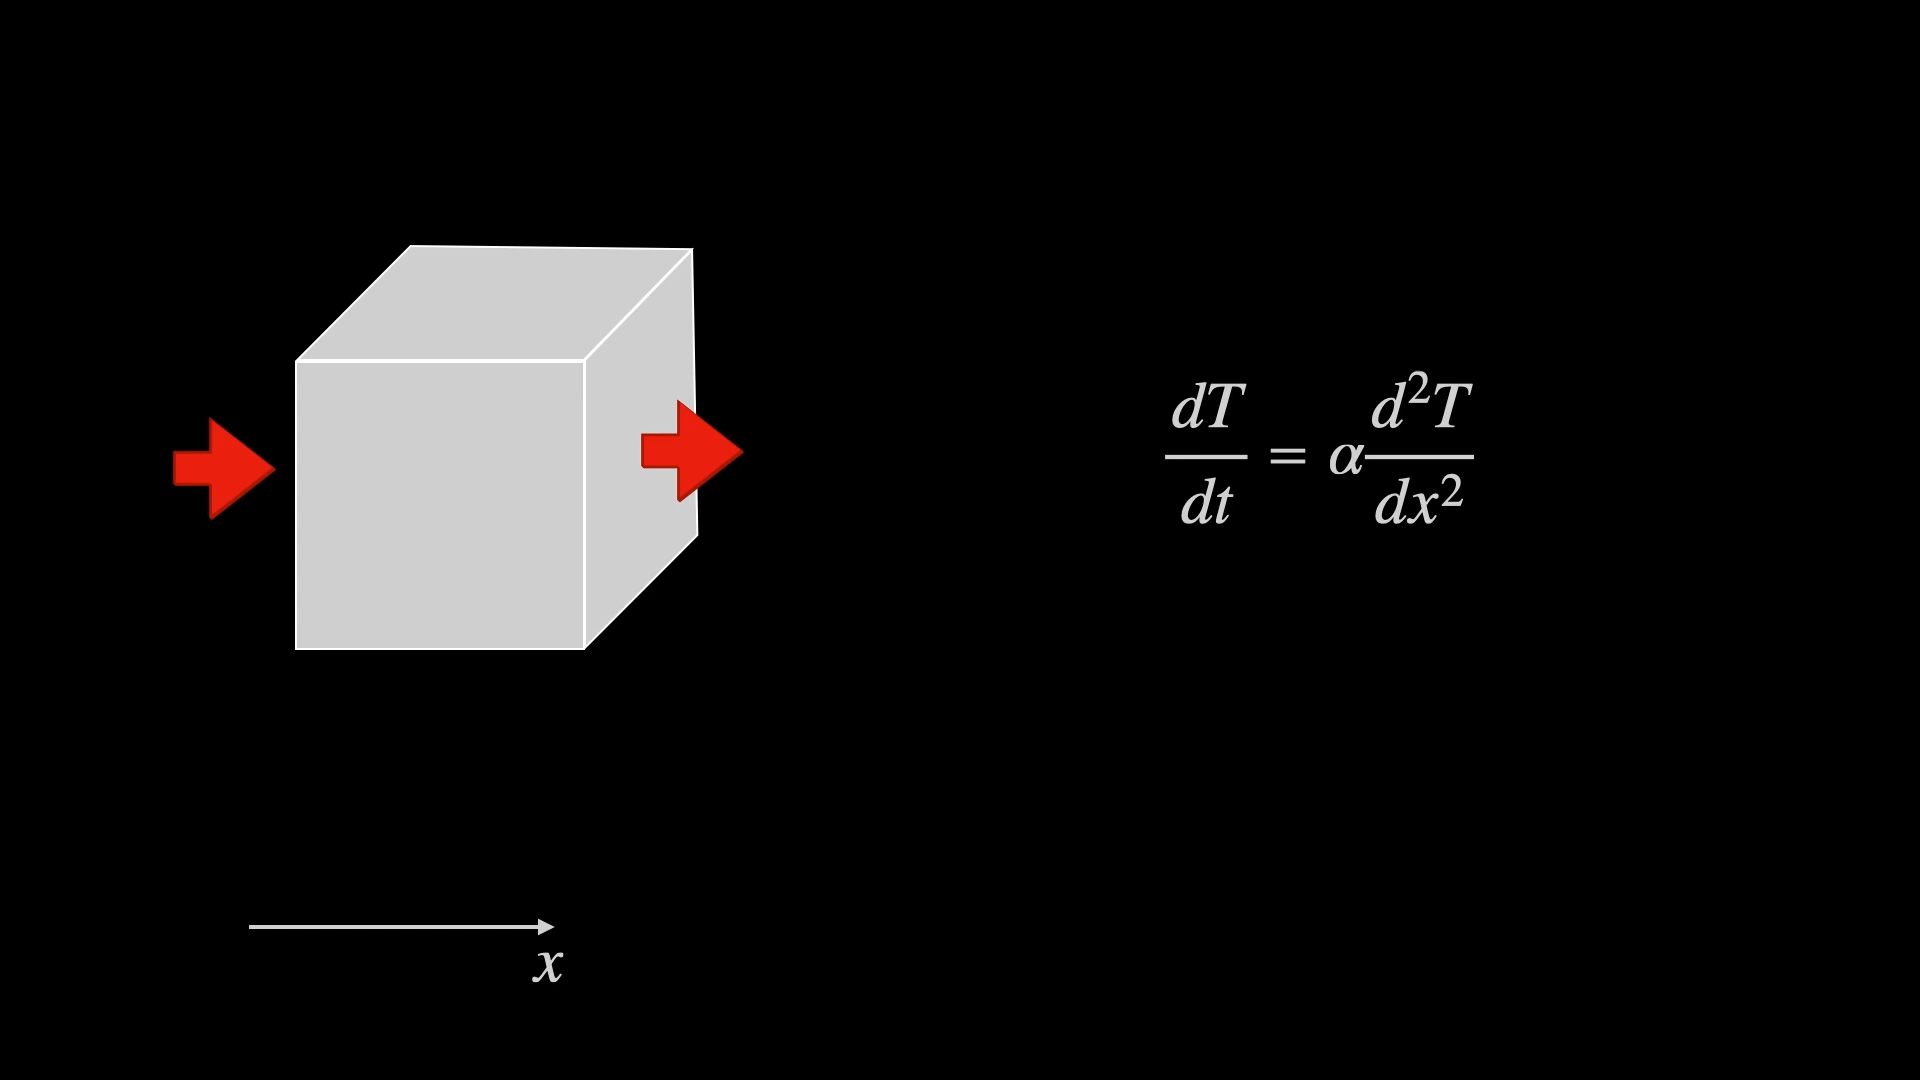 dT/dt = α d²T/dx²
x